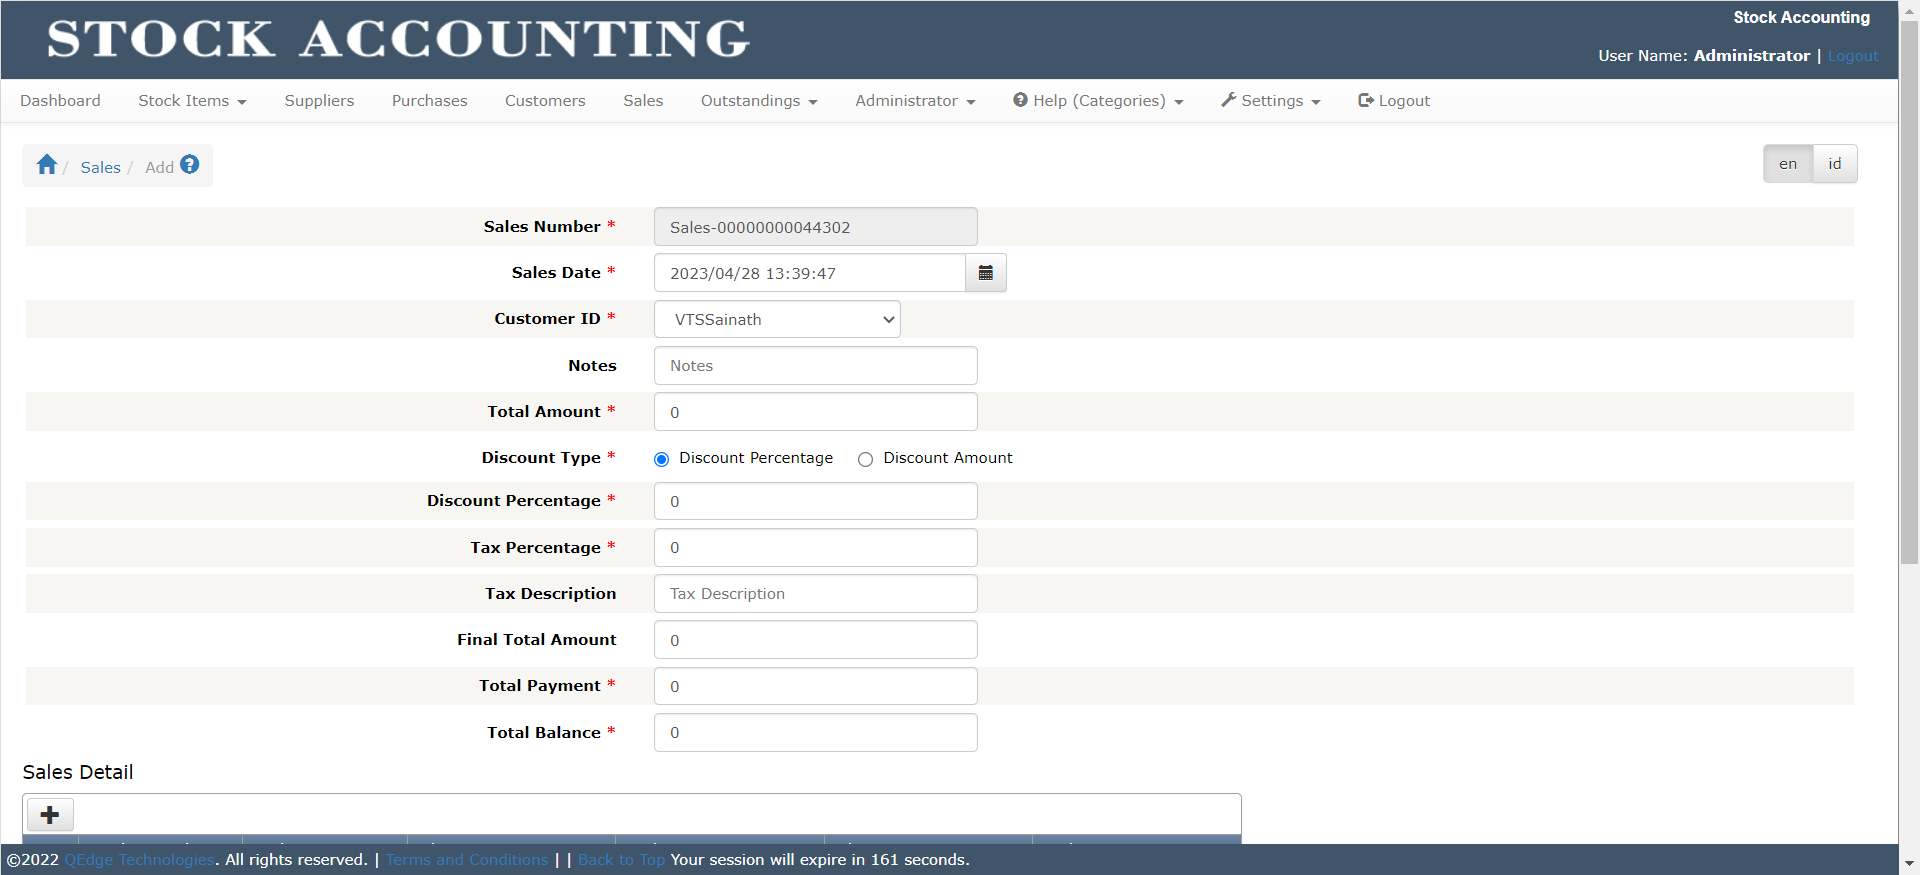 STOCK ACCOUNTING
Stock Accounting
User Name: Administrator | Logout
Dashboard Stock Items Suppliers Purchases Customers Sales Outstandings Administrator Help (Categories) Settings Logout
/ Sales / Add
en id
Sales Number * Sales-00000000044302
Sales Date * 2023/04/28 13:39:47
Customer ID * VTSSainath
Notes Notes
Total Amount * 0
Discount Type * Discount Percentage Discount Amount
Discount Percentage * 0
Tax Percentage * 0
Tax Description Tax Description
Final Total Amount 0
Total Payment * 0
Total Balance * 0
Sales Detail
©2022 QEdge Technologies. All rights reserved. | Terms and Conditions | | Back to Top Your session will expire in 161 seconds.